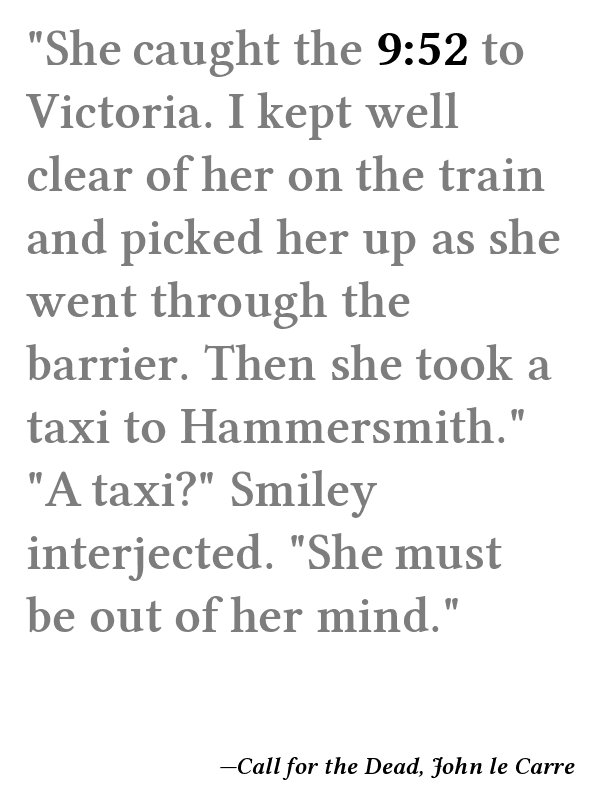 "She caught the 9:52 to
Victoria. I kept well
clear of her on the train
and picked her up as she
went through the
barrier. Then she took a
taxi to Hammersmith."
"A taxi?" Smiley
interjected. "She must
be out of her mind."
—Call for the Dead, John le Carre